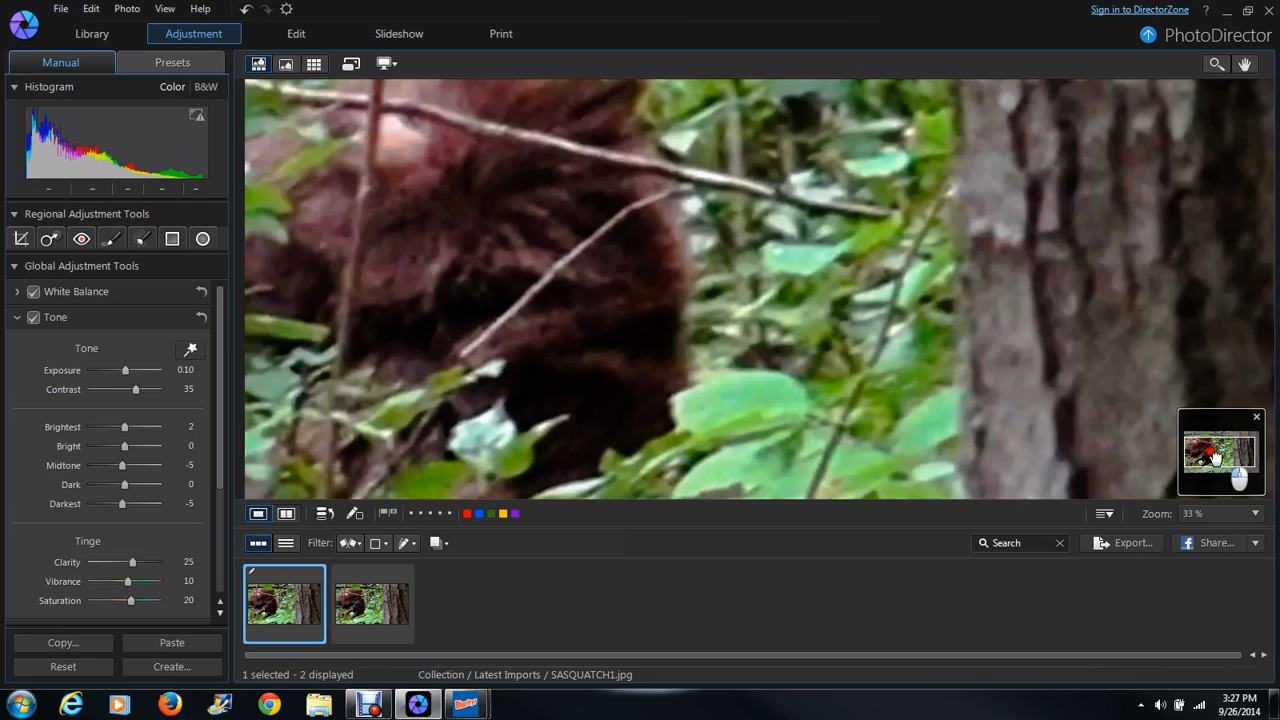 File Edit Photo View Help
Sign in to DirectorZone ?
Library Adjustment Edit Slideshow Print
PhotoDirector
Manual Presets
Histogram Color B&W
Regional Adjustment Tools
Global Adjustment Tools
White Balance
Tone
Tone
Exposure 0.10
Contrast 35
Brightest 2
Bright 0
Midtone -5
Dark 0
Darkest -5
Tinge
Clarity 25
Vibrance 10
Saturation 20
Copy... Paste
Reset Create...
Zoom: 33 %
Filter: Search Export... Share...
1 selected - 2 displayed Collection / Latest Imports / SASQUATCH1.jpg
3:27 PM
9/26/2014